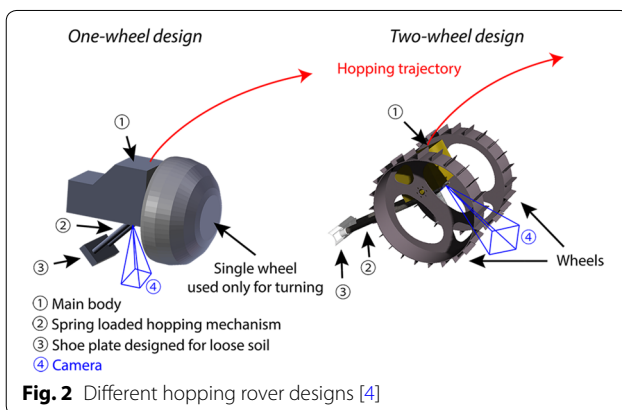 One-wheel design
Two-wheel design
Hopping trajectory
①
①
②
③
④
Single wheel
used only for turning
②
③
④
Wheels
① Main body
② Spring loaded hopping mechanism
③ Shoe plate designed for loose soil
④ Camera
Fig. 2 Different hopping rover designs [4]